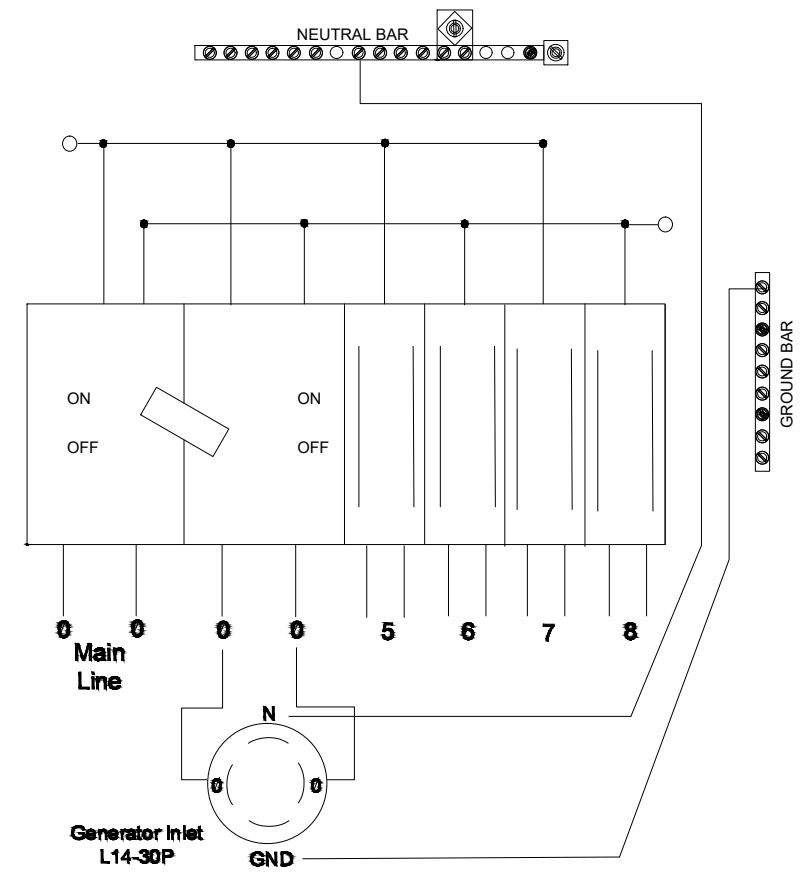 NEUTRAL BAR
GROUND BAR
ON
ON
OFF
OFF
0 0 0 0 5 6 7 8
Main
Line
N
0 0
Generator Inlet
L14-30P
GND